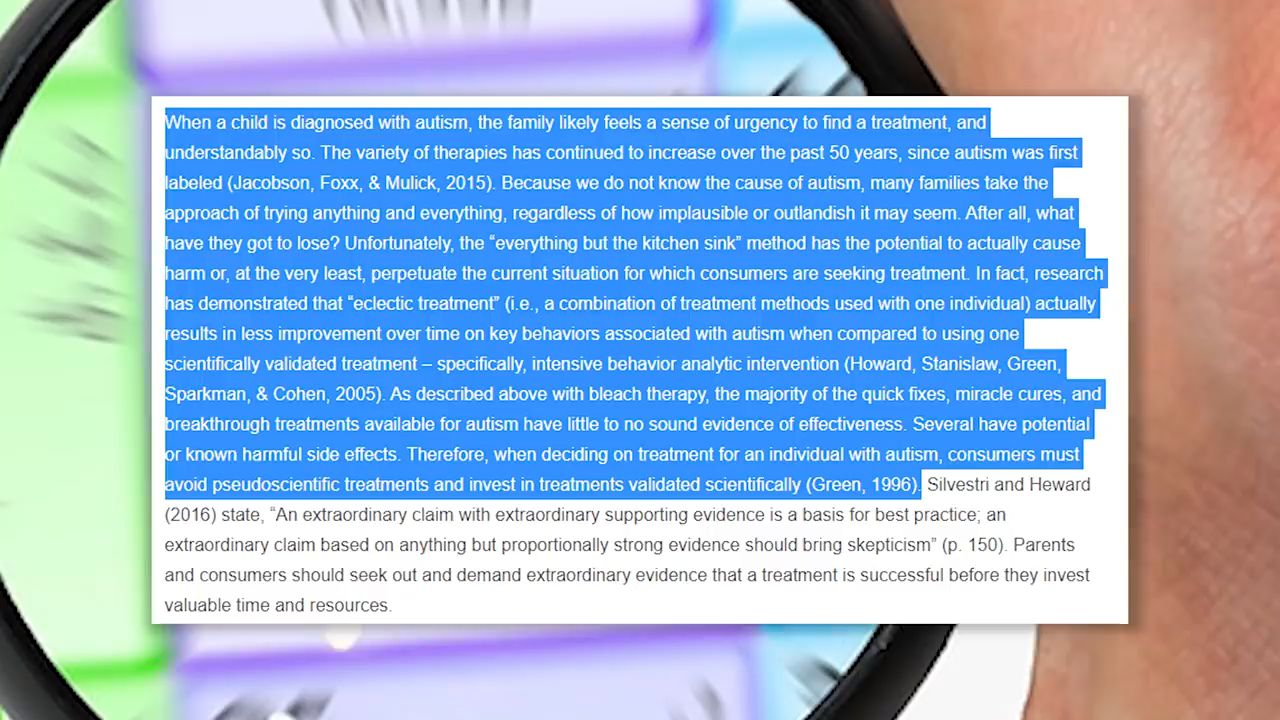 When a child is diagnosed with autism, the family likely feels a sense of urgency to find a treatment, and
understandably so. The variety of therapies has continued to increase over the past 50 years, since autism was first
labeled (Jacobson, Foxx, & Mulick, 2015). Because we do not know the cause of autism, many families take the
approach of trying anything and everything, regardless of how implausible or outlandish it may seem. After all, what
have they got to lose? Unfortunately, the “everything but the kitchen sink” method has the potential to actually cause
harm or, at the very least, perpetuate the current situation for which consumers are seeking treatment. In fact, research
has demonstrated that “eclectic treatment” (i.e., a combination of treatment methods used with one individual) actually
results in less improvement over time on key behaviors associated with autism when compared to using one
scientifically validated treatment – specifically, intensive behavior analytic intervention (Howard, Stanislaw, Green,
Sparkman, & Cohen, 2005). As described above with bleach therapy, the majority of the quick fixes, miracle cures, and
breakthrough treatments available for autism have little to no sound evidence of effectiveness. Several have potential
or known harmful side effects. Therefore, when deciding on treatment for an individual with autism, consumers must
avoid pseudoscientific treatments and invest in treatments validated scientifically (Green, 1996). Silvestri and Heward
(2016) state, “An extraordinary claim with extraordinary supporting evidence is a basis for best practice; an
extraordinary claim based on anything but proportionally strong evidence should bring skepticism” (p. 150). Parents
and consumers should seek out and demand extraordinary evidence that a treatment is successful before they invest
valuable time and resources.